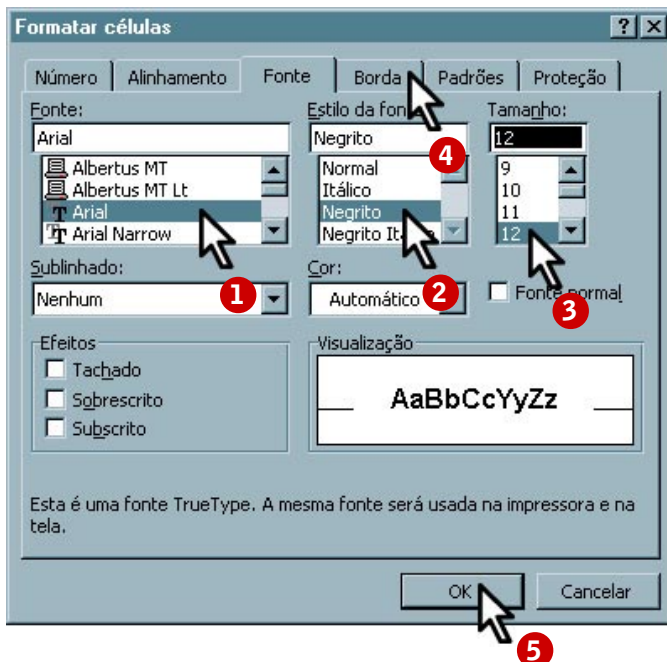 Formatar células
Número Alinhamento Fonte Borda Padrões Proteção
Fonte: Estilo da Tamanho:
Arial Negrito 12
4
Albertus MT Normal 9
Albertus MT Lt Itálico 10
Arial Negrito 11
Arial Narrow Negrito 12
Sublinhado: Cor:
Nenhum 1 Automático 2 Fonte normal 3
Efeitos Visualização
Tachado
Sobrescrito AaBbCcYyZz
Subscrito
Esta é uma fonte TrueType. A mesma fonte será usada na impressora e na
tela.
OK Cancelar
5